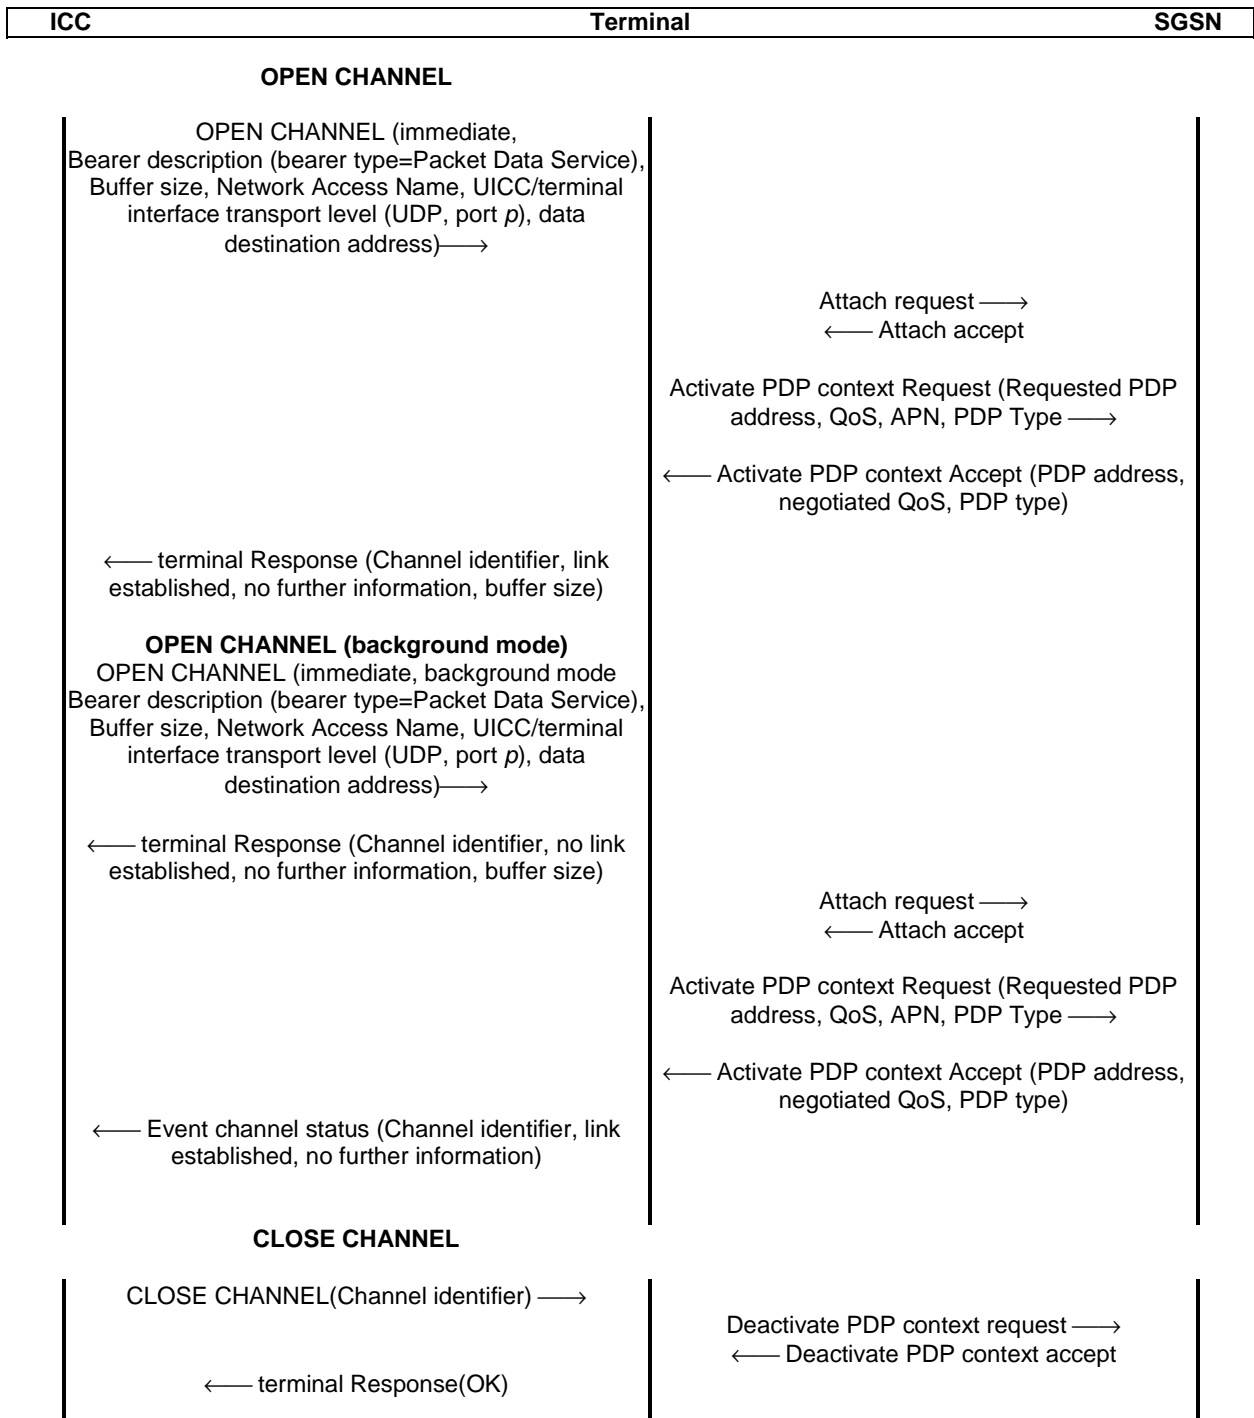 ICC Terminal SGSN
OPEN CHANNEL
OPEN CHANNEL (immediate,
Bearer description (bearer type=Packet Data Service),
Buffer size, Network Access Name, UICC/terminal
interface transport level (UDP, port p), data
destination address)⟶
Attach request ⟶
⟵ Attach accept
Activate PDP context Request (Requested PDP
address, QoS, APN, PDP Type ⟶
⟵ Activate PDP context Accept (PDP address,
negotiated QoS, PDP type)
⟵ terminal Response (Channel identifier, link
established, no further information, buffer size)
OPEN CHANNEL (background mode)
OPEN CHANNEL (immediate, background mode
Bearer description (bearer type=Packet Data Service),
Buffer size, Network Access Name, UICC/terminal
interface transport level (UDP, port p), data
destination address)⟶
⟵ terminal Response (Channel identifier, no link
established, no further information, buffer size)
Attach request ⟶
⟵ Attach accept
Activate PDP context Request (Requested PDP
address, QoS, APN, PDP Type ⟶
⟵ Activate PDP context Accept (PDP address,
negotiated QoS, PDP type)
⟵ Event channel status (Channel identifier, link
established, no further information)
CLOSE CHANNEL
CLOSE CHANNEL(Channel identifier) ⟶
Deactivate PDP context request ⟶
⟵ Deactivate PDP context accept
⟵ terminal Response(OK)